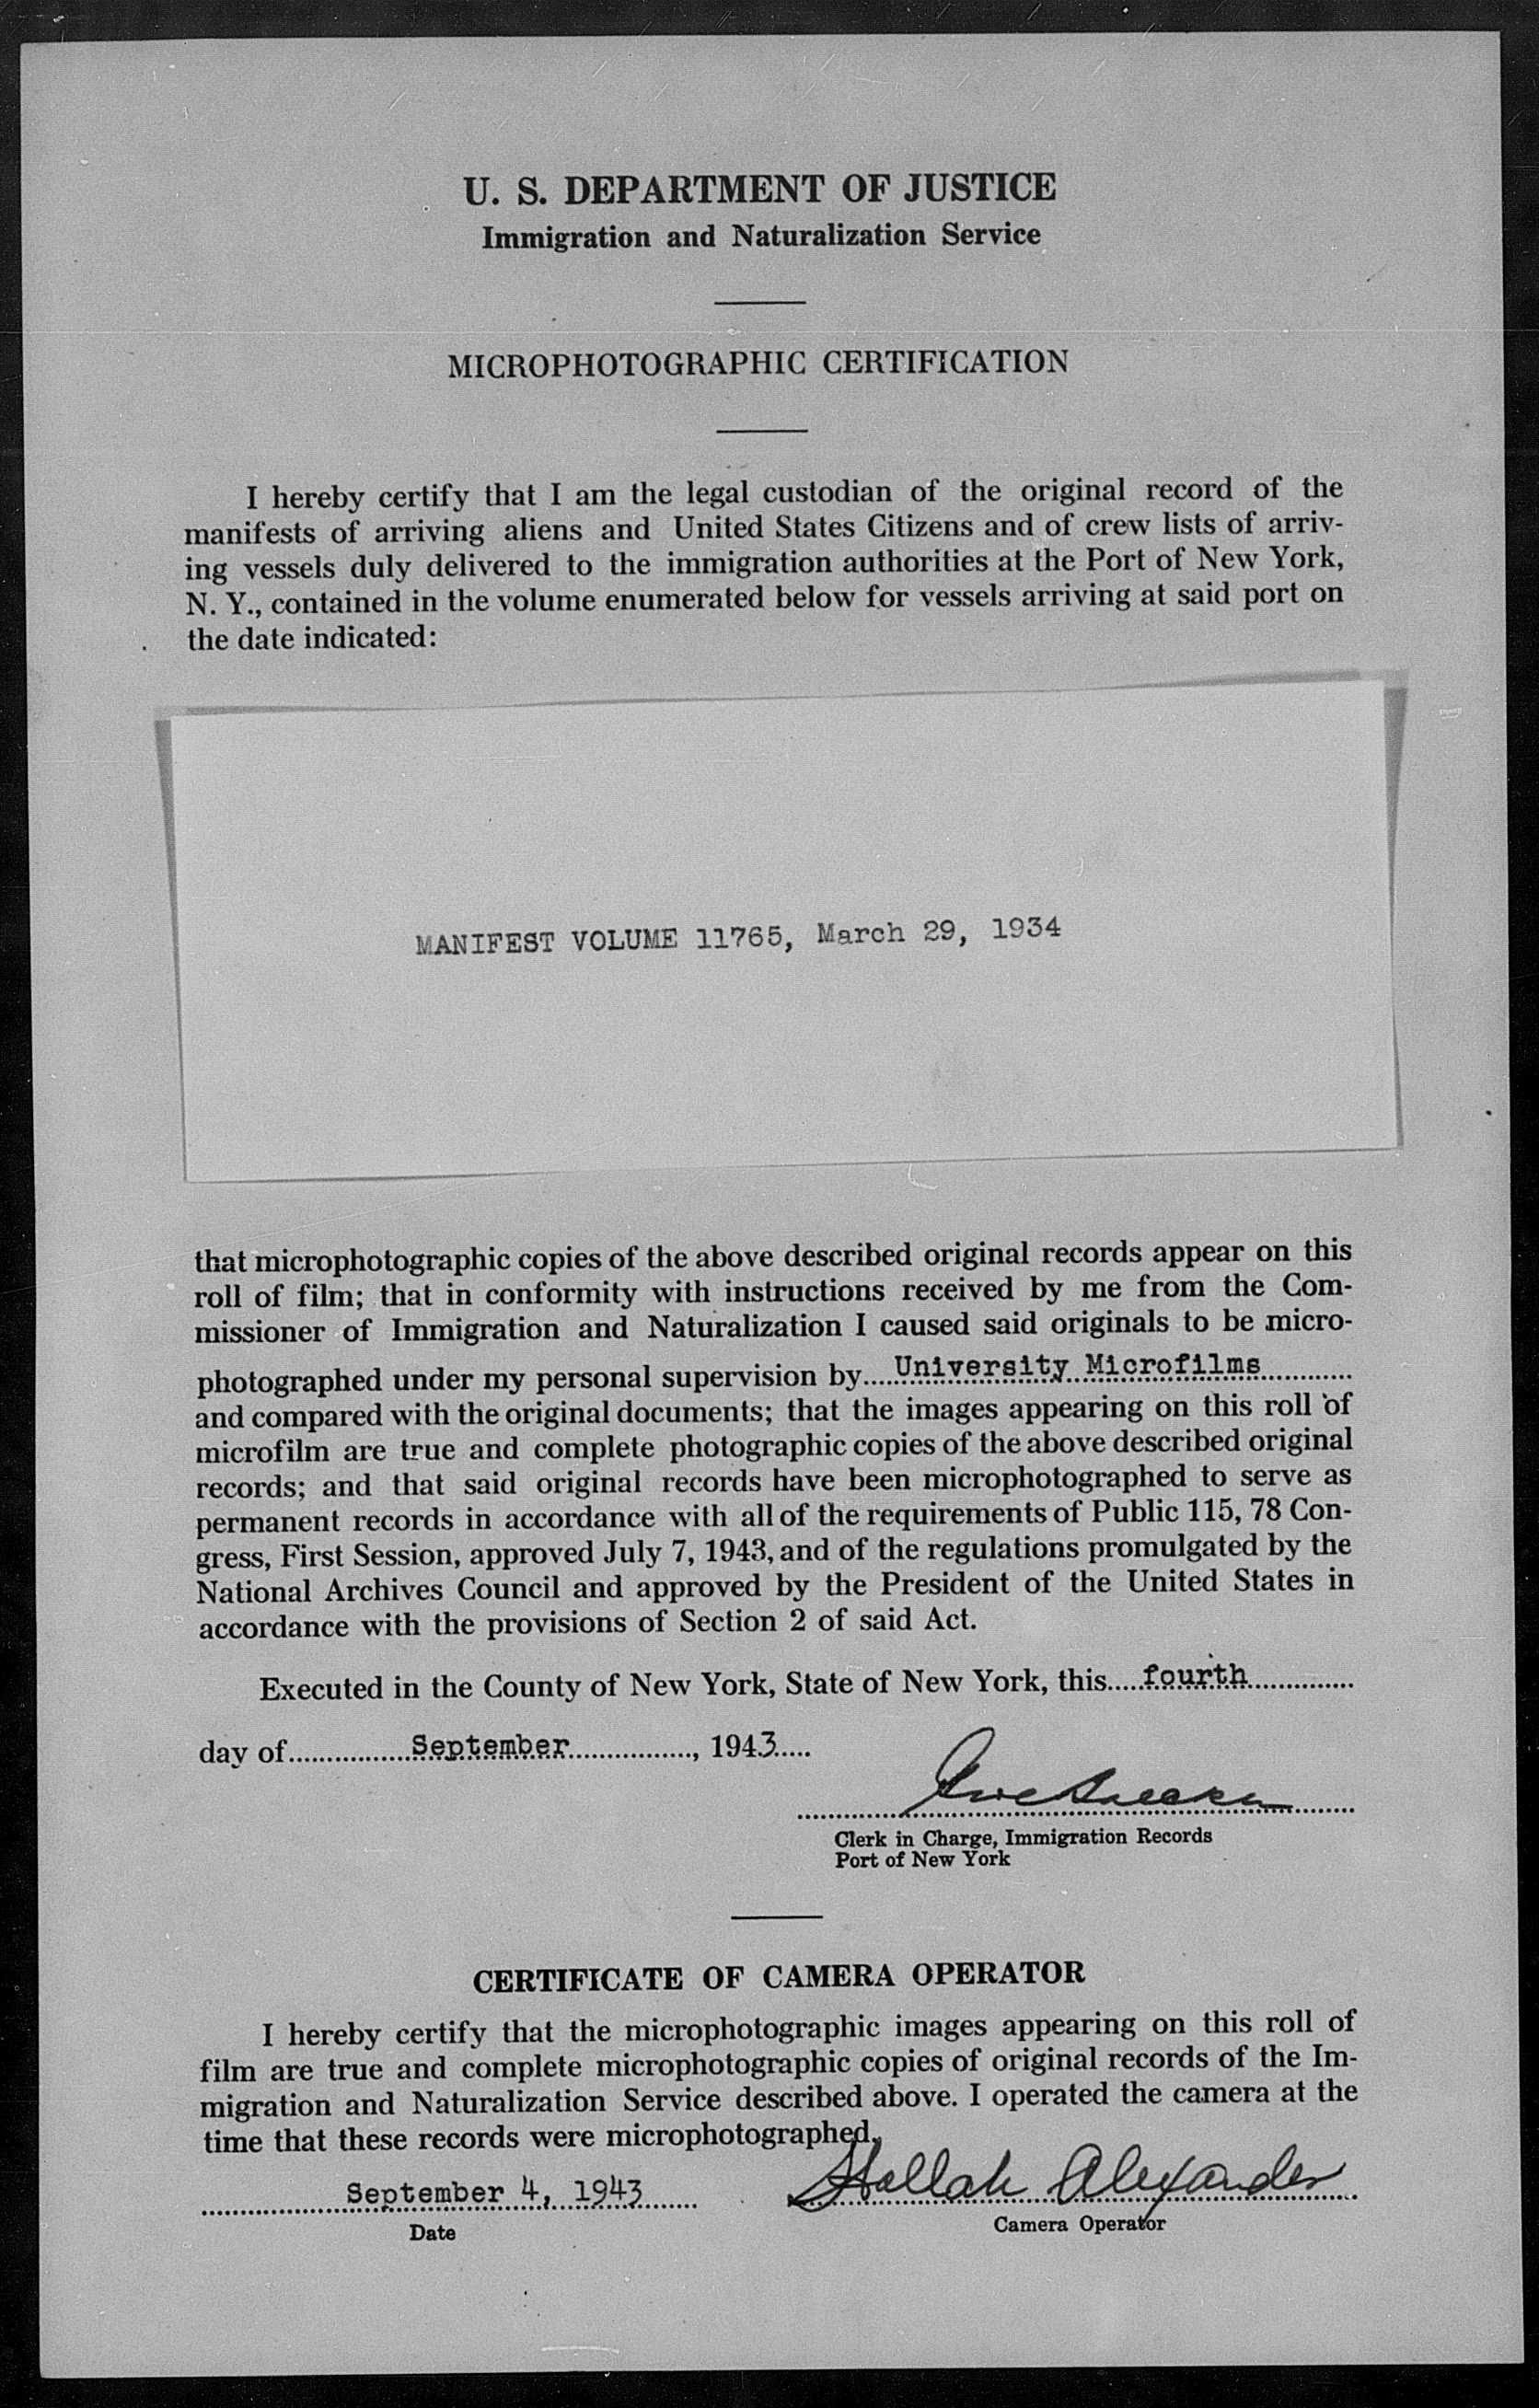 U. S. DEPARTMENT OF JUSTICE
Immigration and Naturalization Service
MICROPHOTOGRAPHIC CERTIFICATION
I hereby certify that I am the legal custodian of the original record of the
manifests of arriving aliens and United States Citizens and of crew lists of arriv-
ing vessels duly delivered to the immigration authorities at the Port of New York,
N. Y., contained in the volume enumerated below for vessels arriving at said port on
the date indicated:
MANIFEST VOLUME 11765, March 29, 1934
that microphotographic copies of the above described original records appear on this
roll of film; that in conformity with instructions received by me from the Com-
missioner of Immigration and Naturalization I caused said originals to be micro-
photographed under my personal supervision by.....University Microfilms..........
and compared with the original documents; that the images appearing on this roll of
microfilm are true and complete photographic copies of the above described original
records; and that said original records have been microphotographed to serve as
permanent records in accordance with all of the requirements of Public 115, 78 Con-
gress, First Session, approved July 7, 1943, and of the regulations promulgated by the
National Archives Council and approved by the President of the United States in
accordance with the provisions of Section 2 of said Act.
Executed in the County of New York, State of New York, this.....fourth..............
day of................September................., 1943.....
Clerk in Charge, Immigration Records
Port of New York
CERTIFICATE OF CAMERA OPERATOR
I hereby certify that the microphotographic images appearing on this roll of
film are true and complete microphotographic copies of original records of the Im-
migration and Naturalization Service described above. I operated the camera at the
time that these records were microphotographed.
September 4, 1943 Alexander
Date Camera Operator